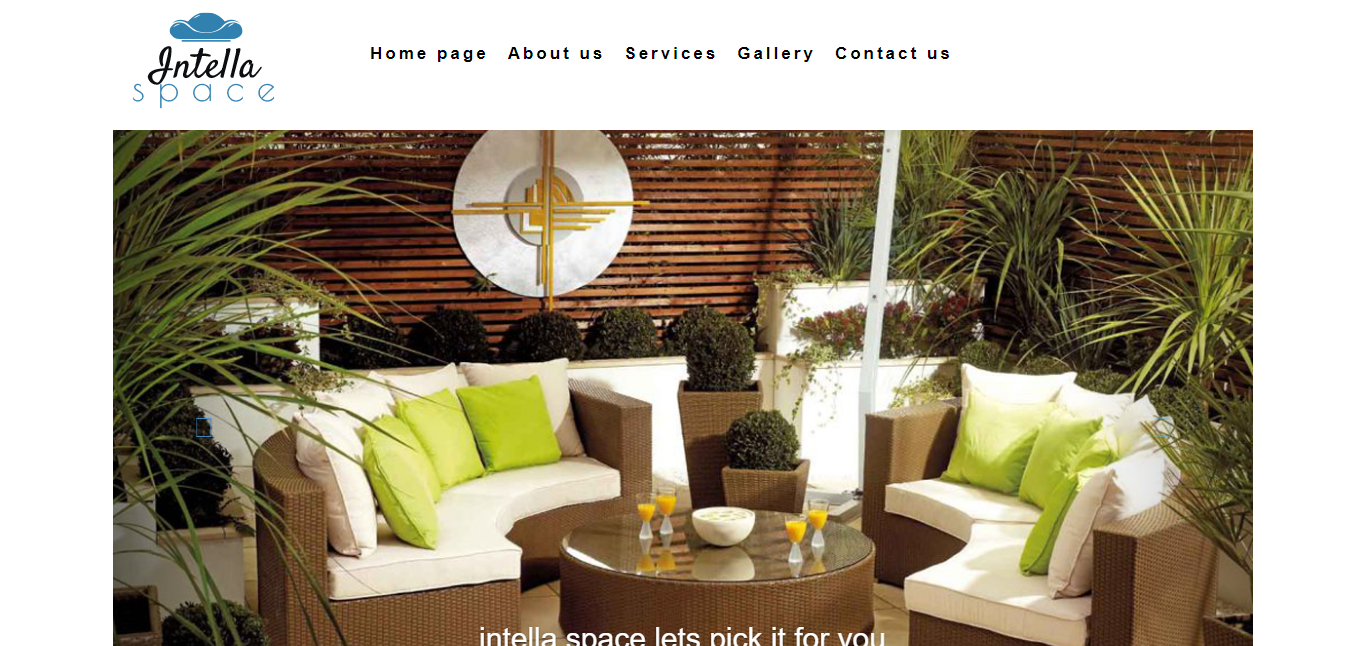 Intella
space
Home page About us Services Gallery Contact us
intella space lets pick it for you